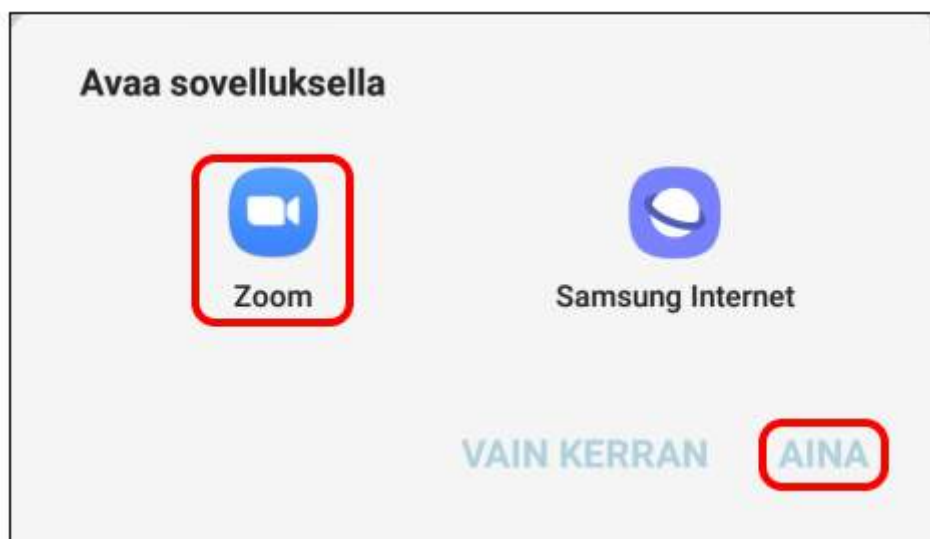 Avaa sovelluksella
Zoom Samsung Internet
VAIN KERRAN AINA